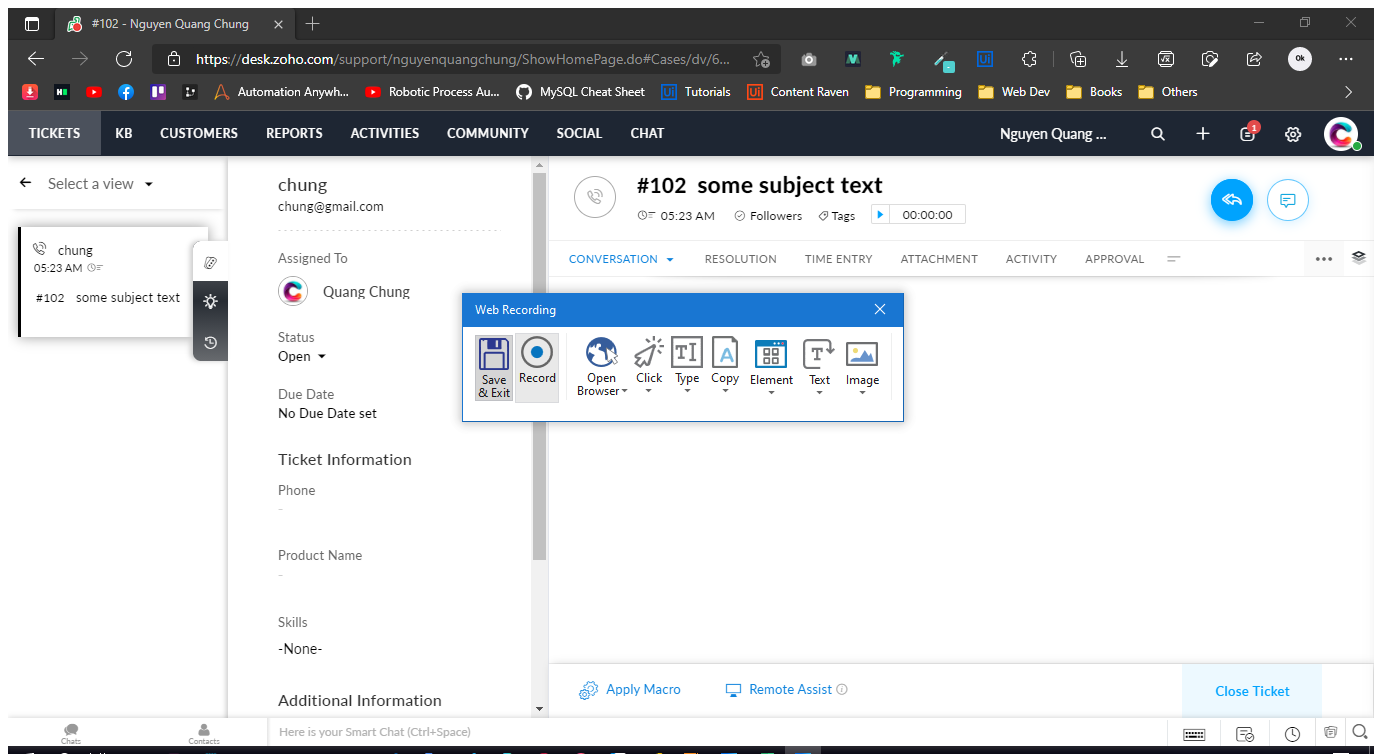 #102 - Nguyen Quang Chung
https://desk.zoho.com/support/nguyenquangchung/ShowHomePage.do#Cases/dv/6...
Ok
Automation Anywh...
Robotic Process Au...
MySQL Cheat Sheet
Ui Tutorials
Ui Content Raven
Programming
Web Dev
Books
Others
TICKETS KB CUSTOMERS REPORTS ACTIVITIES COMMUNITY SOCIAL CHAT
Nguyen Quang ...
1
Select a view
chung
05:23 AM
#102 some subject text
chung
chung@gmail.com
Assigned To
Quang Chung
Status
Open
Due Date
No Due Date set
Ticket Information
Phone
-
Product Name
-
Skills
-None-
Additional Information
#102 some subject text
05:23 AM Followers Tags 00:00:00
CONVERSATION RESOLUTION TIME ENTRY ATTACHMENT ACTIVITY APPROVAL
Web Recording
Save & Exit
Record
Open Browser
Click
Type
Copy
Element
Text
Image
Apply Macro
Remote Assist
Close Ticket
Chats
Contacts
Here is your Smart Chat (Ctrl+Space)